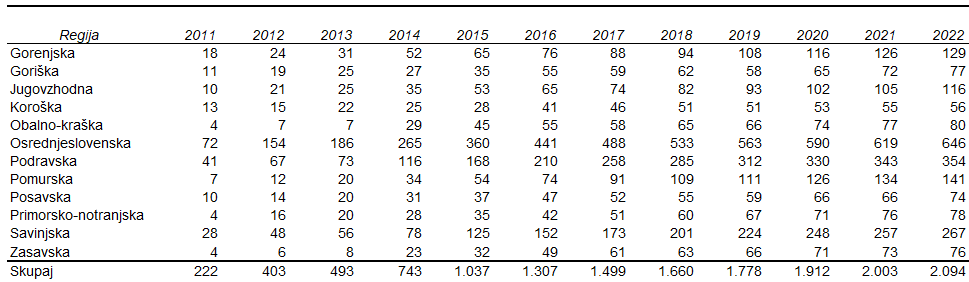 Regija 2011 2012 2013 2014 2015 2016 2017 2018 2019 2020 2021 2022
Gorenjska 18 24 31 52 65 76 88 94 108 116 126 129
Goriška 11 19 25 27 35 55 59 62 58 65 72 77
Jugovzhodna 10 21 25 35 53 65 74 82 93 102 105 116
Koroška 13 15 22 25 28 41 46 51 51 53 55 56
Obalno-kraška 4 7 7 29 45 55 58 65 66 74 77 80
Osrednjeslovenska 72 154 186 265 360 441 488 533 563 590 619 646
Podravska 41 67 73 116 168 210 258 285 312 330 343 354
Pomurska 7 12 20 34 54 74 91 109 111 126 134 141
Posavska 10 14 20 31 37 47 52 55 59 66 66 74
Primorsko-notranjska 4 16 20 28 35 42 51 60 67 71 76 78
Savinjska 28 48 56 78 125 152 173 201 224 248 257 267
Zasavska 4 6 8 23 32 49 61 63 66 71 73 76
Skupaj 222 403 493 743 1.037 1.307 1.499 1.660 1.778 1.912 2.003 2.094